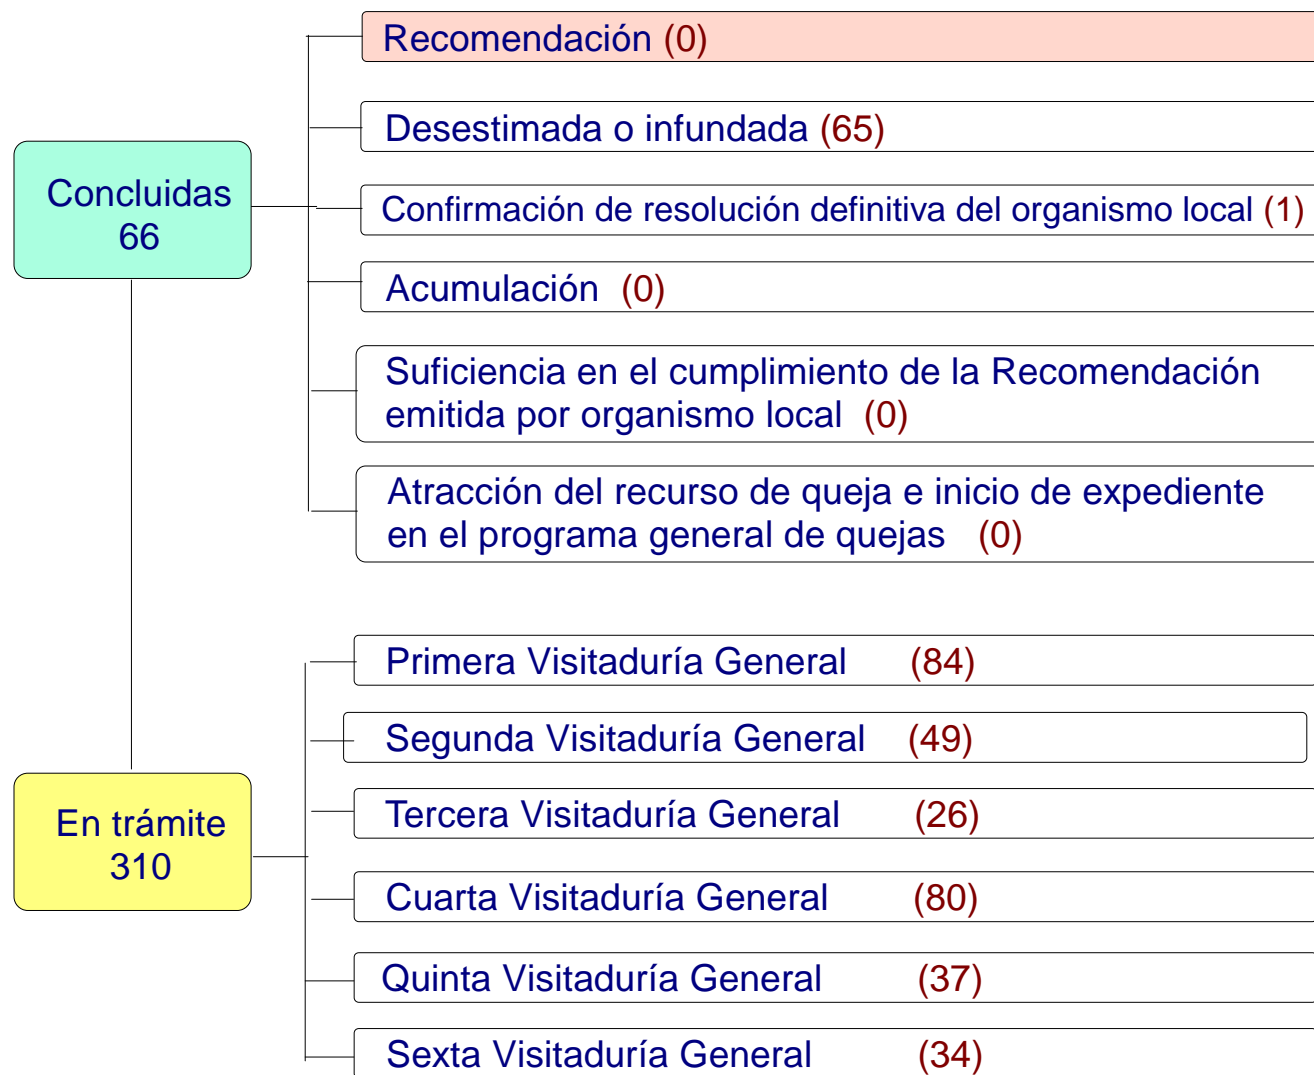 Concluidas
66
Recomendación (0)
Desestimada o infundada (65)
Confirmación de resolución definitiva del organismo local (1)
Acumulación (0)
Suficiencia en el cumplimiento de la Recomendación
emitida por organismo local (0)
Atracción del recurso de queja e inicio de expediente
en el programa general de quejas (0)
En trámite
310
Primera Visitaduría General (84)
Segunda Visitaduría General (49)
Tercera Visitaduría General (26)
Cuarta Visitaduría General (80)
Quinta Visitaduría General (37)
Sexta Visitaduría General (34)